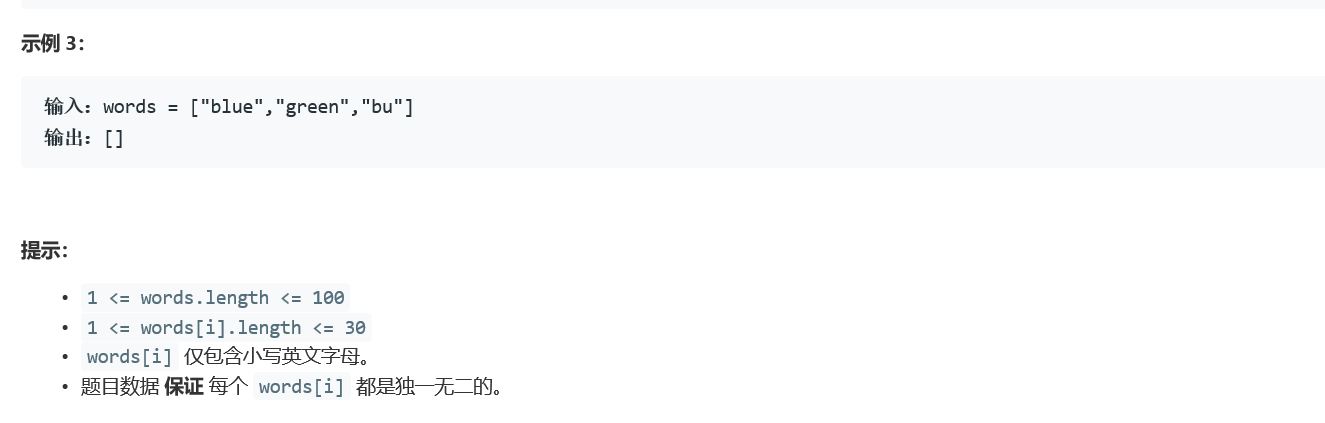 示例 3：
输入：words = ["blue","green","bu"]
输出：[]
提示：
• 1 <= words.length <= 100
• 1 <= words[i].length <= 30
• words[i] 仅包含小写英文字母。
• 题目数据 保证 每个 words[i] 都是独一无二的。